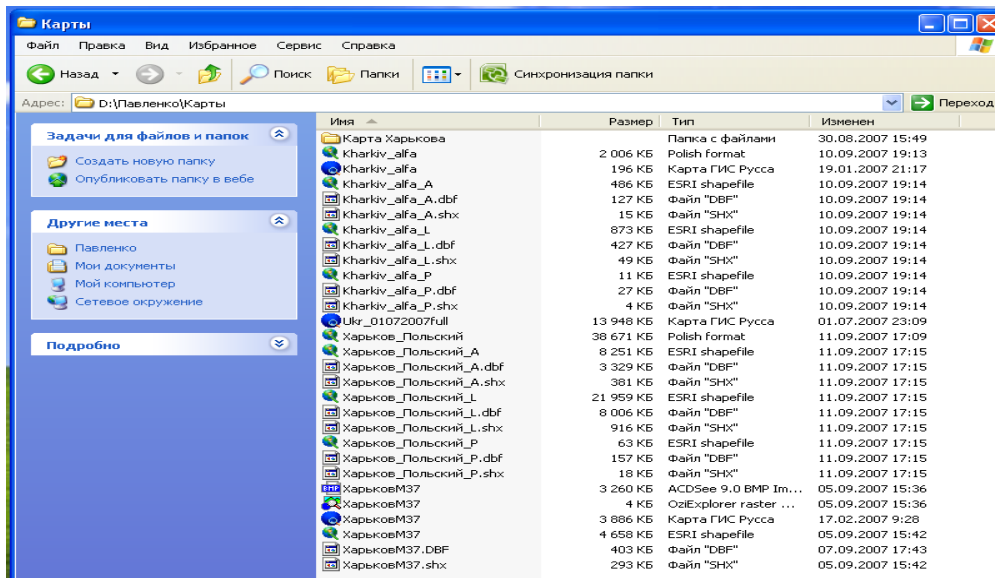 Карты
Файл Правка Вид Избранное Сервис Справка
Назад Поиск Папки Синхронизация папки
Адрес: D:\Павленко\Карты Переход
Задачи для файлов и папок
Создать новую папку
Опубликовать папку в вебе
Другие места
Павленко
Мои документы
Мой компьютер
Сетевое окружение
Подробно
Имя Размер Тип Изменен
Карта Харькова Папка с файлами 30.08.2007 15:49
Kharkiv_alfa 2 006 КБ Polish format 10.09.2007 19:13
Kharkiv_alfa 196 КБ Карта ГИС Русса 19.01.2007 21:17
Kharkiv_alfa_A 486 КБ ESRI shapefile 10.09.2007 19:14
Kharkiv_alfa_A.dbf 127 КБ Файл "DBF" 10.09.2007 19:14
Kharkiv_alfa_A.shx 15 КБ Файл "SHX" 10.09.2007 19:14
Kharkiv_alfa_L 873 КБ ESRI shapefile 10.09.2007 19:14
Kharkiv_alfa_L.dbf 427 КБ Файл "DBF" 10.09.2007 19:14
Kharkiv_alfa_L.shx 49 КБ Файл "SHX" 10.09.2007 19:14
Kharkiv_alfa_P 11 КБ ESRI shapefile 10.09.2007 19:14
Kharkiv_alfa_P.dbf 27 КБ Файл "DBF" 10.09.2007 19:14
Kharkiv_alfa_P.shx 4 КБ Файл "SHX" 10.09.2007 19:14
Ukr_01072007full 13 948 КБ Карта ГИС Русса 01.07.2007 23:09
Харьков_Польский 38 671 КБ Polish format 11.09.2007 17:09
Харьков_Польский_A 8 251 КБ ESRI shapefile 11.09.2007 17:15
Харьков_Польский_A.dbf 3 329 КБ Файл "DBF" 11.09.2007 17:15
Харьков_Польский_A.shx 381 КБ Файл "SHX" 11.09.2007 17:15
Харьков_Польский_L 21 959 КБ ESRI shapefile 11.09.2007 17:15
Харьков_Польский_L.dbf 8 006 КБ Файл "DBF" 11.09.2007 17:15
Харьков_Польский_L.shx 916 КБ Файл "SHX" 11.09.2007 17:15
Харьков_Польский_P 63 КБ ESRI shapefile 11.09.2007 17:15
Харьков_Польский_P.dbf 157 КБ Файл "DBF" 11.09.2007 17:15
Харьков_Польский_P.shx 18 КБ Файл "SHX" 11.09.2007 17:15
ХарьковМ37 3 260 КБ ACDSee 9.0 BMP Im... 05.09.2007 15:36
ХарьковМ37 4 КБ OziExplorer raster ... 05.09.2007 15:36
ХарьковМ37 3 886 КБ Карта ГИС Русса 17.02.2007 9:28
ХарьковМ37 4 658 КБ ESRI shapefile 05.09.2007 15:42
ХарьковМ37.DBF 403 КБ Файл "DBF" 07.09.2007 17:43
ХарьковМ37.shx 293 КБ Файл "SHX" 05.09.2007 15:42